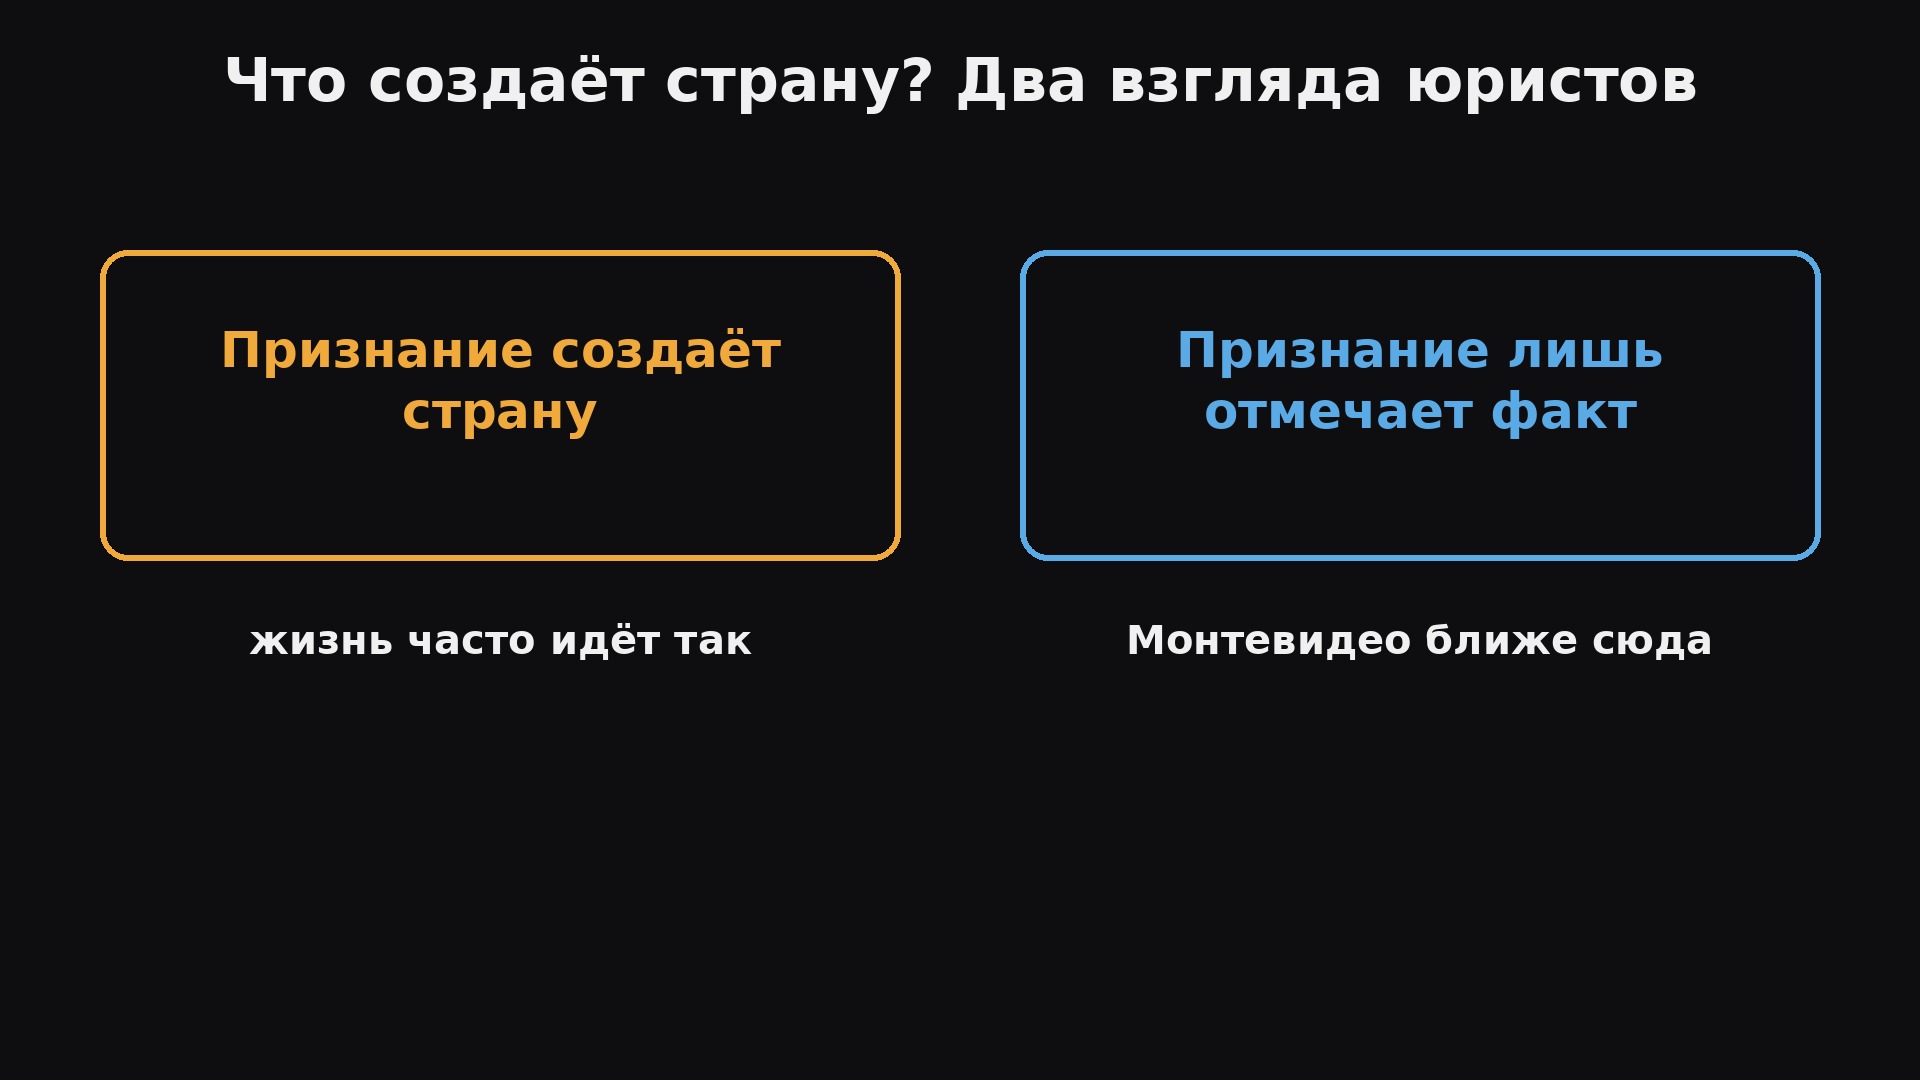 Что создаёт страну? Два взгляда юристов
Признание создаёт
страну
Признание лишь
отмечает факт
жизнь часто идёт так
Монтевидео ближе сюда